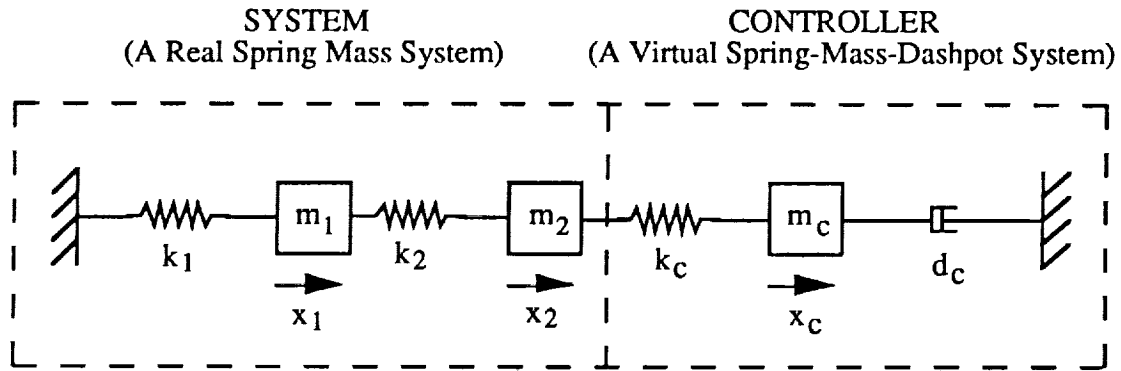 SYSTEM
(A Real Spring Mass System)
CONTROLLER
(A Virtual Spring-Mass-Dashpot System)
m1
m2
mc
k1
k2
kc
dc
x1
x2
xc